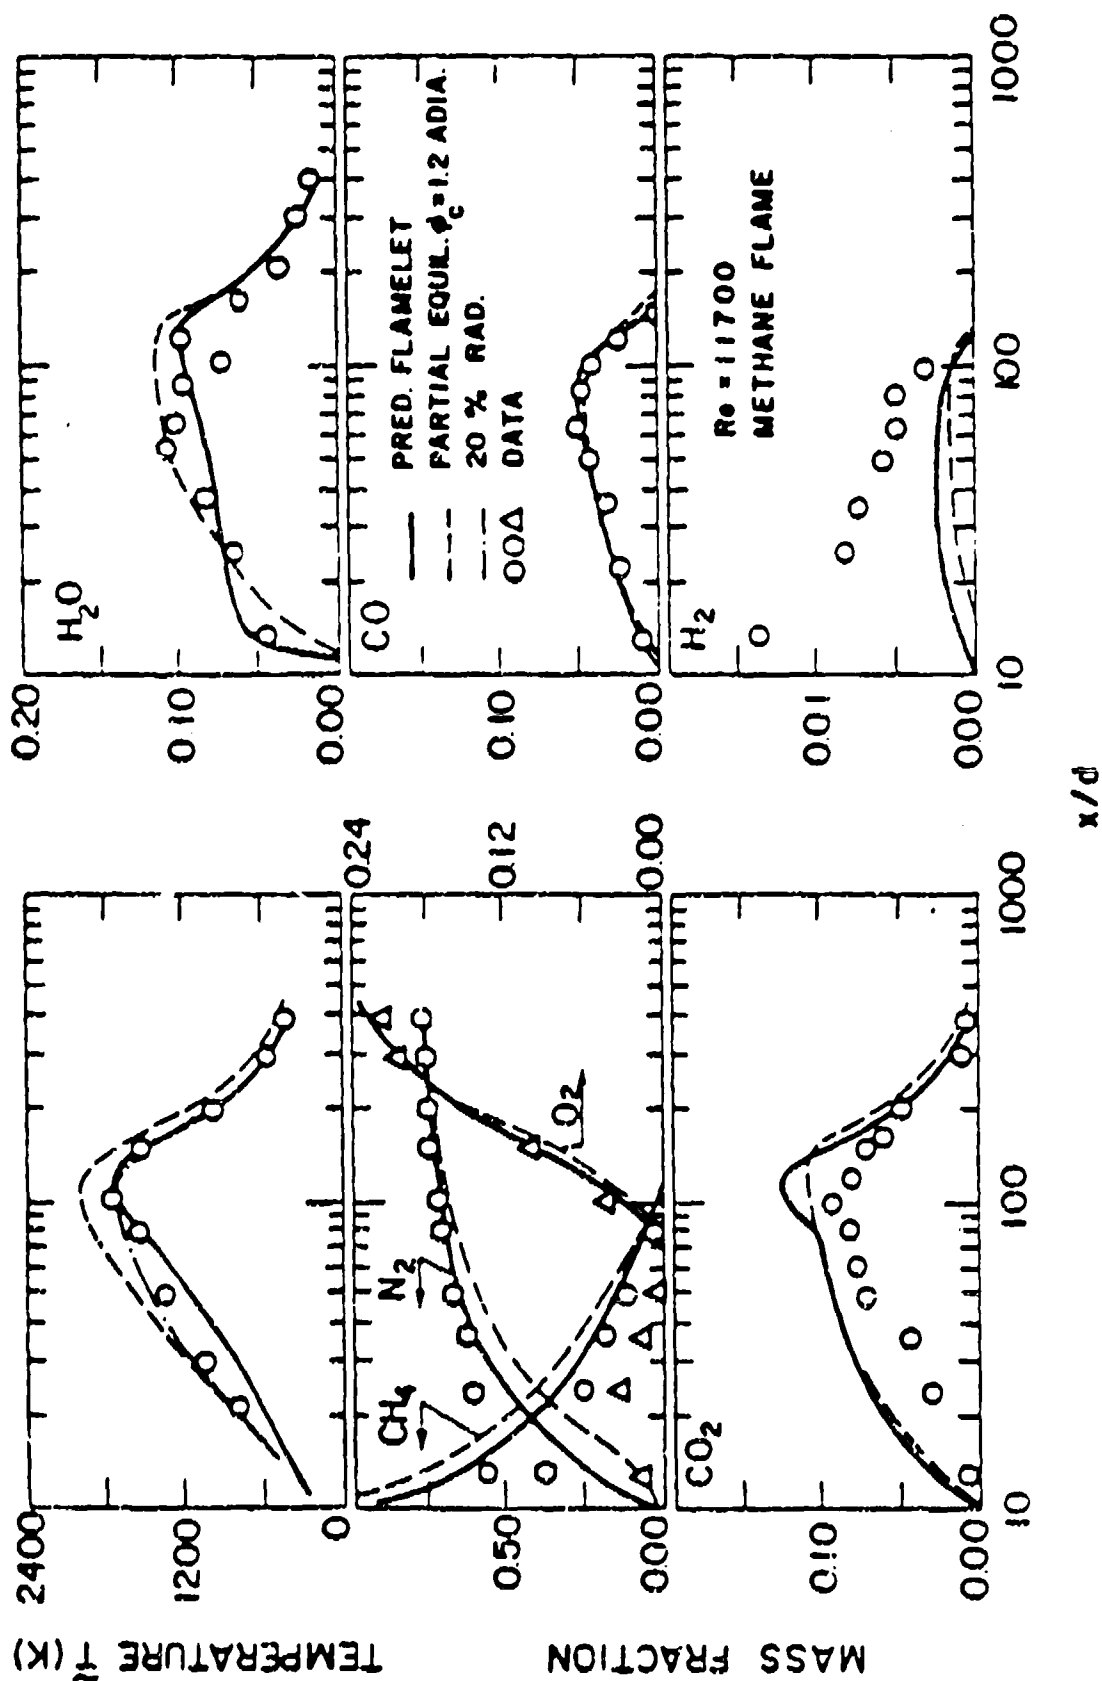 TEMPERATURE T̃ (K)
2400
1200
0
MASS FRACTION
0.24
0.12
0.00
CH4
N2
O2
0.50
0.00
CO2
0.10
0.00
10
100
1000
H2O
0.20
0.10
0.00
CO
PRED. FLAMELET
PARTIAL EQUIL. ϕc=1.2 ADIA.
20 % RAD.
DATA
0.10
0.00
H2
Re = 11700
METHANE FLAME
0.01
0.00
10
100
1000
x/d